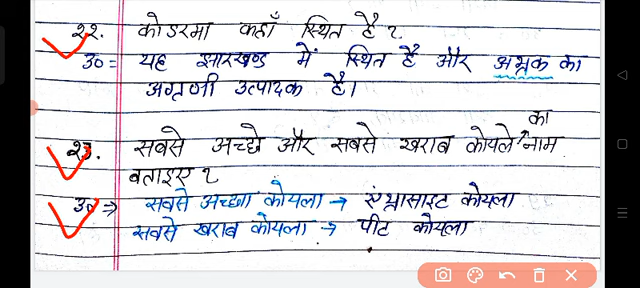 २२. कोडरमा कहाँ स्थित है ?
उ०= यह झारखण्ड में स्थित है और अभ्रक का
अग्रणी उत्पादक है।
२३. सबसे अच्छे और सबसे खराब कोयले का नाम
बताइए ?
उ० ⇒ सबसे अच्छा कोयला → एंथ्रासाइट कोयला
सबसे खराब कोयला → पीट कोयला